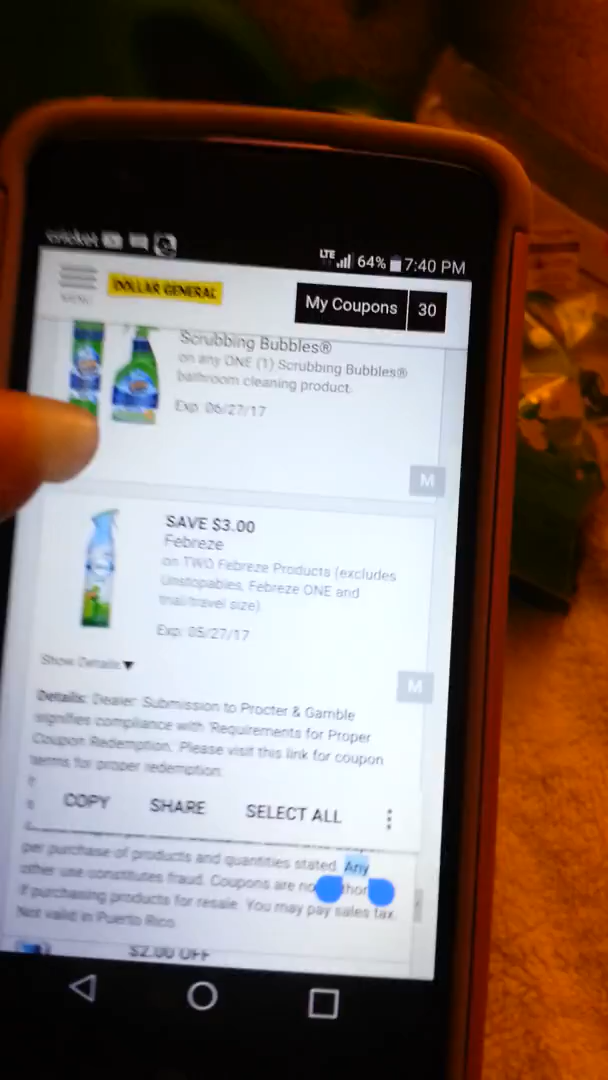 cricket
LTE 64% 7:40 PM
MENU
DOLLAR GENERAL
My Coupons 30
Scrubbing Bubbles®
on any ONE (1) Scrubbing Bubbles®
bathroom cleaning product.
Exp: 06/27/17
M
SAVE $3.00
Febreze
on TWO Febreze Products (excludes
Unstopables, Febreze ONE and
trial/travel size).
Exp: 05/27/17
Show Details ▼
M
Details: Dealer: Submission to Procter & Gamble
signifies compliance with 'Requirements for Proper
Coupon Redemption. Please visit this link for coupon
terms for proper redemption:
COPY SHARE SELECT ALL
per purchase of products and quantities stated. Any
other use constitutes fraud. Coupons are
if purchasing products for resale. You may pay sales tax.
Not valid in Puerto Rico.
$2.00 OFF